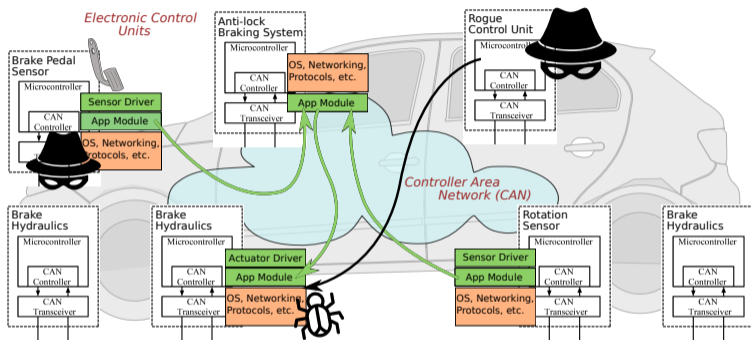 Electronic Control
Units
Anti-lock
Braking System
Microcontroller
CAN
Controller
CAN
Transceiver
OS, Networking,
Protocols, etc.
App Module
Rogue
Control Unit
Microcontroller
CAN
Controller
CAN
Transceiver
Brake Pedal
Sensor
Microcontroller
CAN
Controller
Sensor Driver
App Module
OS, Networking,
Protocols, etc.
Controller Area
Network (CAN)
Brake
Hydraulics
Microcontroller
CAN
Controller
CAN
Transceiver
Brake
Hydraulics
Microcontroller
CAN
Controller
CAN
Transceiver
Actuator Driver
App Module
OS, Networking,
Protocols, etc.
Sensor Driver
App Module
OS, Networking,
Protocols, etc.
Rotation
Sensor
Microcontroller
CAN
Controller
CAN
Transceiver
Brake
Hydraulics
Microcontroller
CAN
Controller
CAN
Transceiver